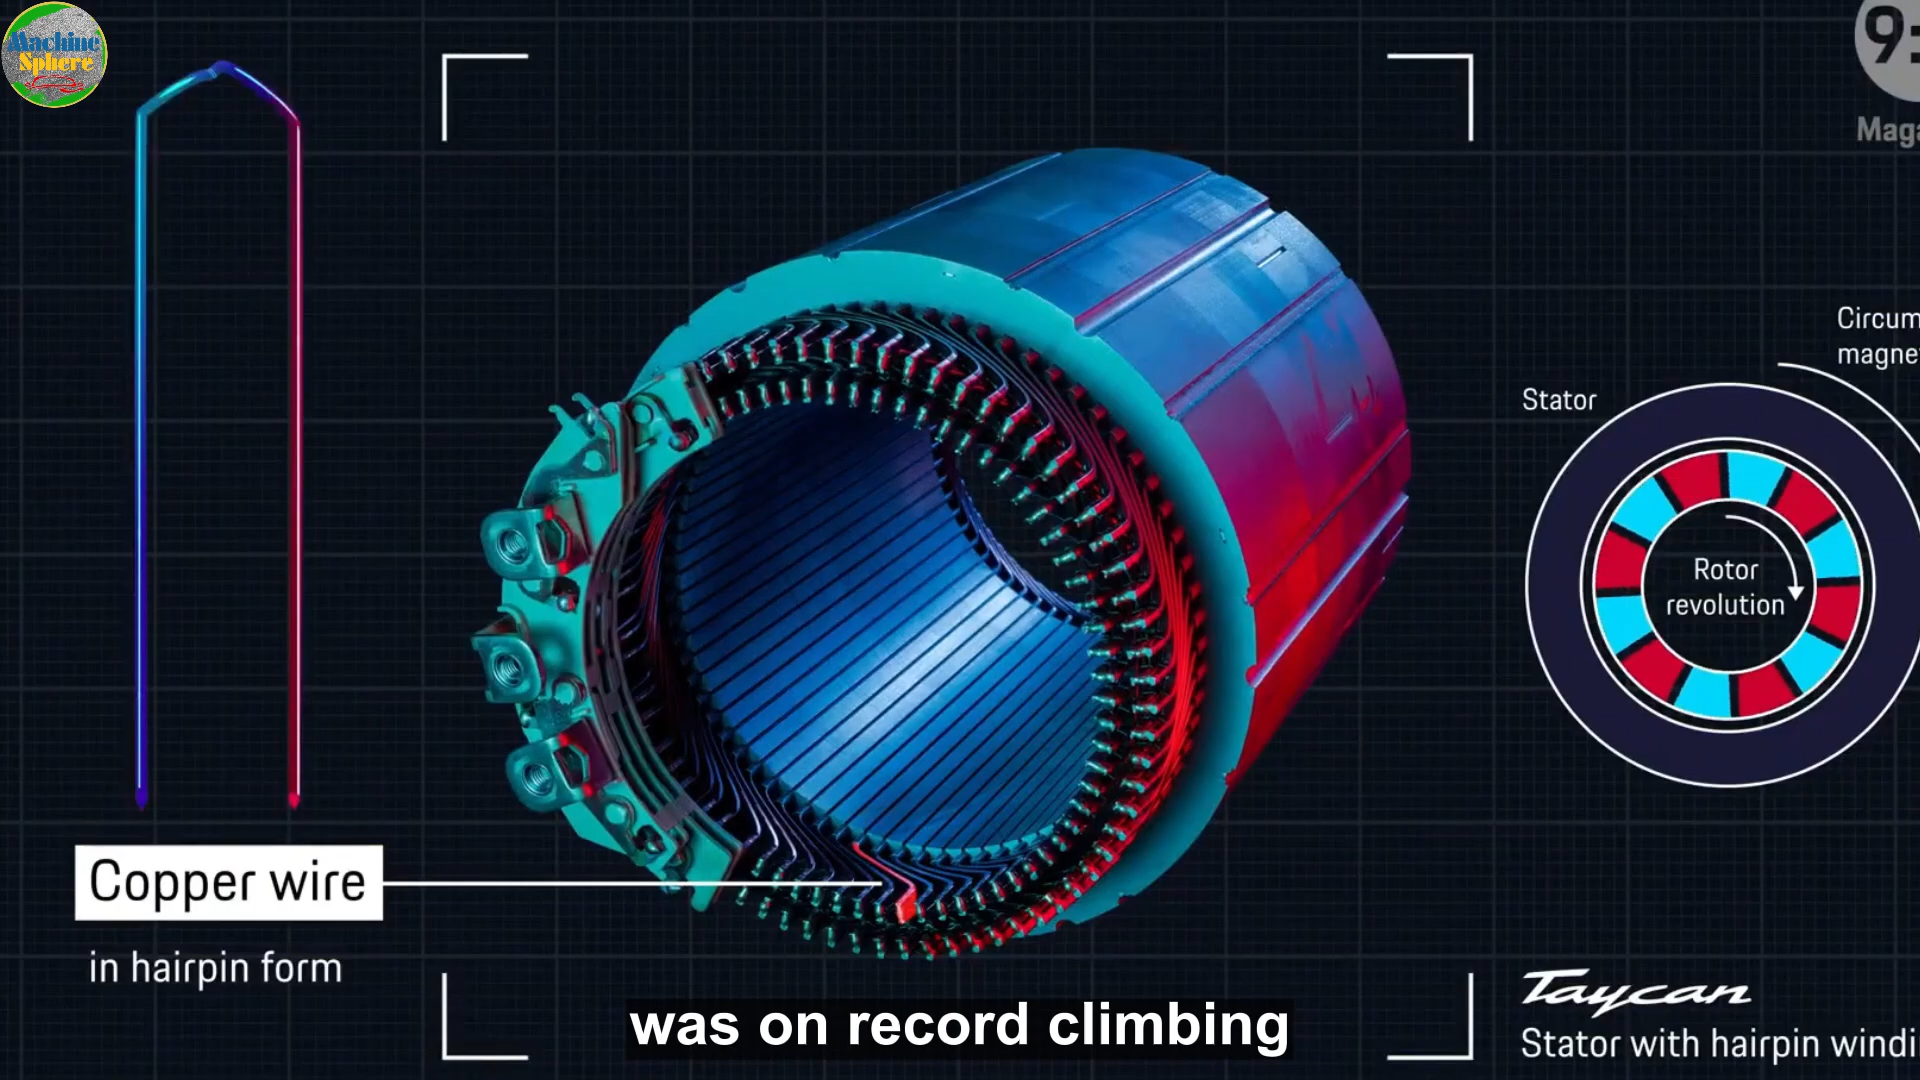 Machine
Sphere
9:
Maga
Circum
magne
Stator
Rotor
revolution
Copper wire
in hairpin form
Taycan
Stator with hairpin windi
was on record climbing